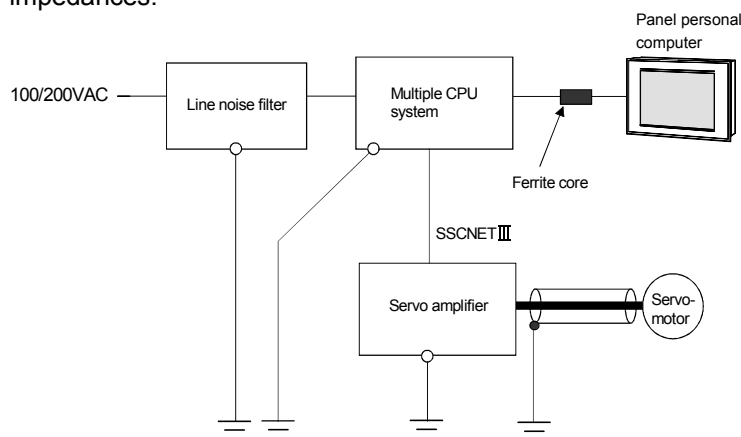 impedances.
Panel personal
computer
100/200VAC
Line noise filter
Multiple CPU
system
Ferrite core
SSCNETⅢ
Servo amplifier
Servo-
motor